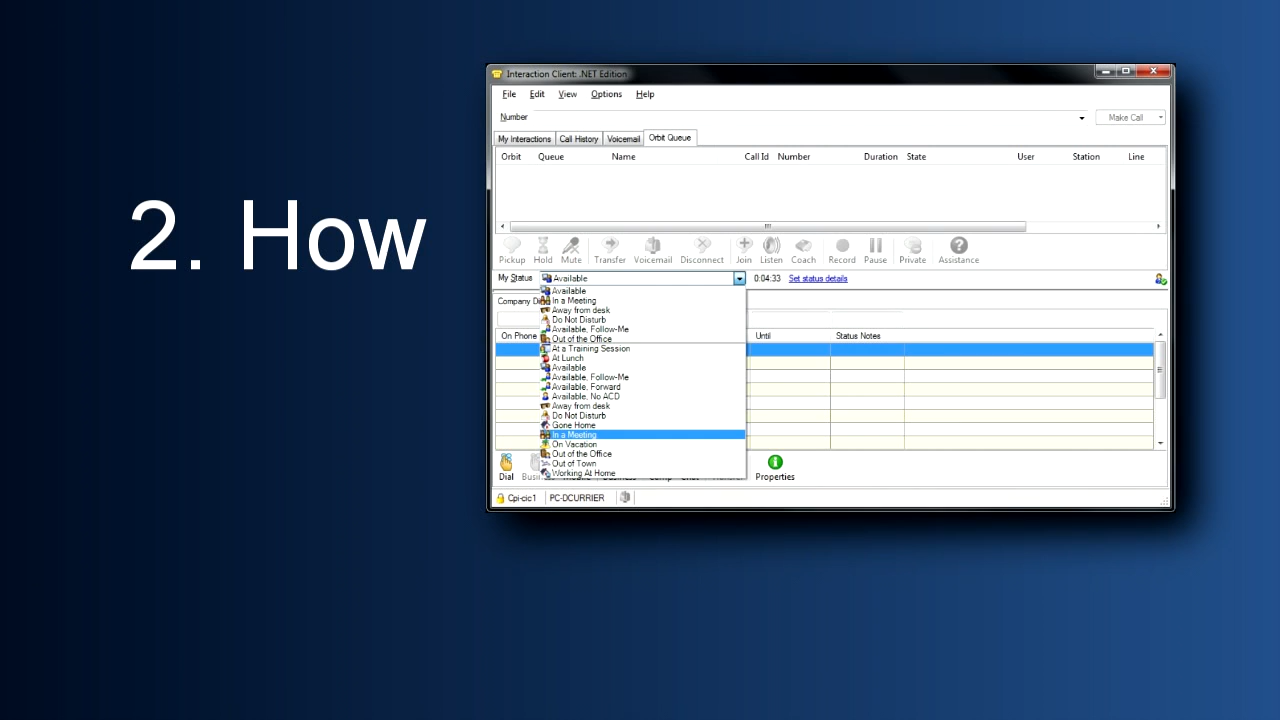 2. How
Interaction Client: .NET Edition
File Edit View Options Help
Number Make Call
My Interactions Call History Voicemail Orbit Queue
Orbit Queue Name Call Id Number Duration State User Station Line
Pickup Hold Mute Transfer Voicemail Disconnect Join Listen Coach Record Pause Private Assistance
My Status Available 0:04:33 Set status details
Available
Company D
In a Meeting
Away from desk
Do Not Disturb
Available, Follow-Me
On Phone Until Status Notes
Out of the Office
At a Training Session
At Lunch
Available
Available, Follow-Me
Available, Forward
Available, No ACD
Away from desk
Do Not Disturb
Gone Home
In a Meeting
On Vacation
Out of the Office
Out of Town
Working At Home
Dial Properties
Cpi-cic1 PC-DCURRIER